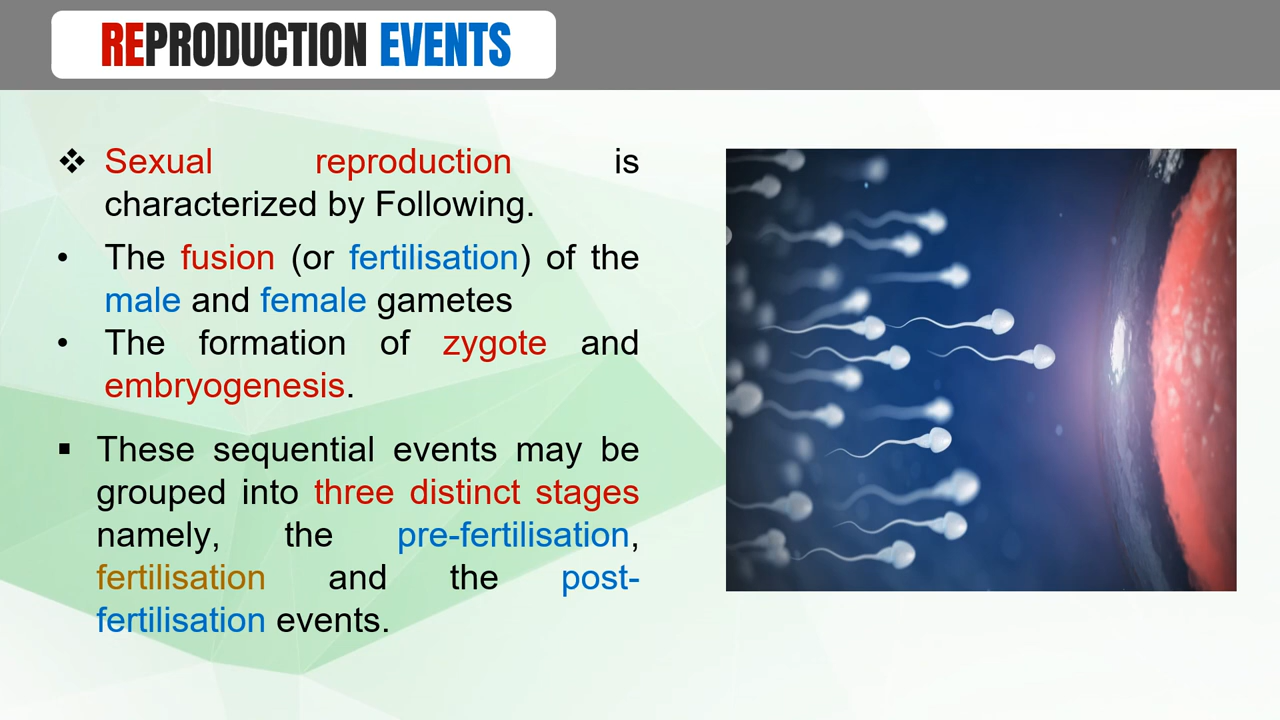 REPRODUCTION EVENTS
❖ Sexual reproduction is
characterized by Following.
• The fusion (or fertilisation) of the
male and female gametes
• The formation of zygote and
embryogenesis.
▪ These sequential events may be
grouped into three distinct stages
namely, the pre-fertilisation,
fertilisation and the post-
fertilisation events.